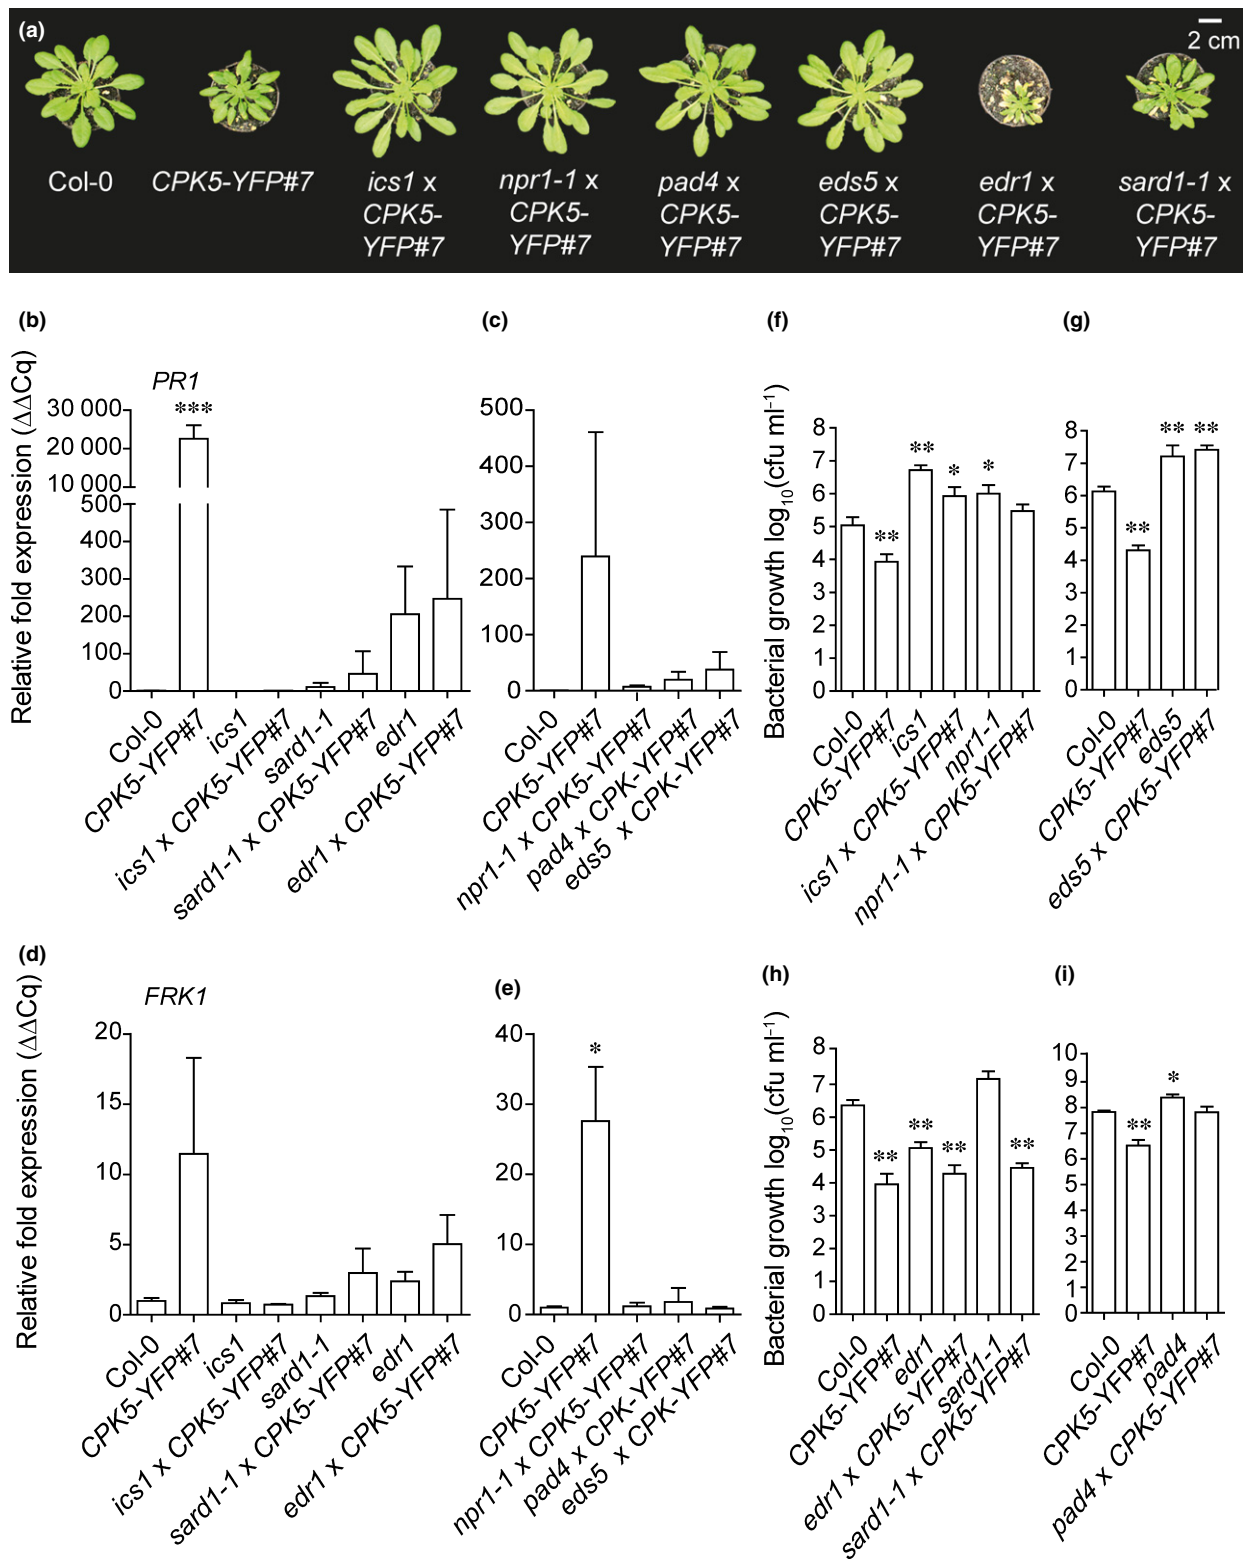 (a)
2 cm
Col-0 CPK5-YFP#7 ics1 x npr1-1 x pad4 x eds5 x edr1 x sard1-1 x
CPK5- CPK5- CPK5- CPK5- CPK5- CPK5-
YFP#7 YFP#7 YFP#7 YFP#7 YFP#7 YFP#7
(b)
Relative fold expression (ΔΔCq)
PR1
30 000
20 000
10 000
500
400
300
200
100
0
***
Col-0
CPK5-YFP#7
ics1
ics1 x CPK5-YFP#7
sard1-1
sard1-1 x CPK5-YFP#7
edr1
edr1 x CPK5-YFP#7
(c)
500
400
300
200
100
0
Col-0
CPK5-YFP#7
npr1-1 x CPK5-YFP#7
pad4 x CPK-YFP#7
eds5 x CPK-YFP#7
(f)
Bacterial growth log10(cfu ml−1)
8
7
6
5
4
3
2
1
0
**
**
*
*
Col-0
CPK5-YFP#7
ics1
ics1 x CPK5-YFP#7
npr1-1
npr1-1 x CPK5-YFP#7
(g)
8
7
6
5
4
3
2
1
0
**
**
**
Col-0
CPK5-YFP#7
eds5
eds5 x CPK5-YFP#7
(d)
Relative fold expression (ΔΔCq)
FRK1
20
15
10
5
0
Col-0
CPK5-YFP#7
ics1
ics1 x CPK5-YFP#7
sard1-1
sard1-1 x CPK5-YFP#7
edr1
edr1 x CPK5-YFP#7
(e)
40
30
20
10
0
*
Col-0
CPK5-YFP#7
npr1-1 x CPK5-YFP#7
pad4 x CPK-YFP#7
eds5 x CPK-YFP#7
(h)
Bacterial growth log10(cfu ml−1)
8
7
6
5
4
3
2
1
0
**
**
**
**
Col-0
CPK5-YFP#7
edr1
edr1 x CPK5-YFP#7
sard1-1
sard1-1 x CPK5-YFP#7
(i)
10
9
8
7
6
5
4
3
2
1
0
**
*
Col-0
CPK5-YFP#7
pad4
pad4 x CPK5-YFP#7